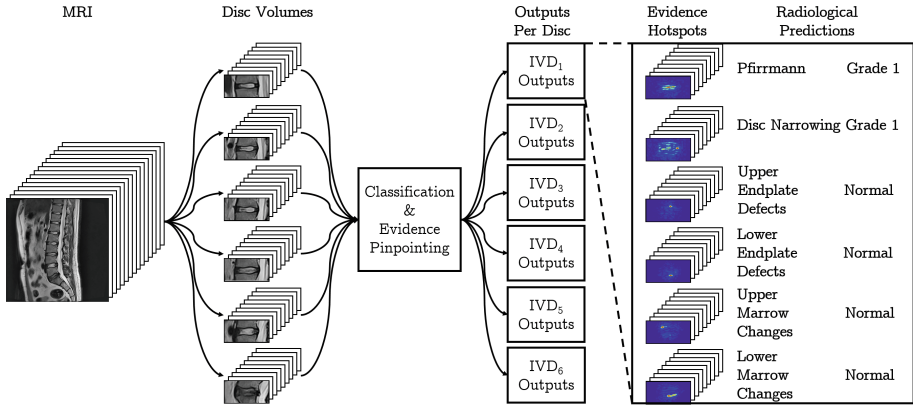 MRI
Disc Volumes
Outputs
Per Disc
Evidence
Hotspots
Radiological
Predictions
Classification
&
Evidence
Pinpointing
IVD1
Outputs
IVD2
Outputs
IVD3
Outputs
IVD4
Outputs
IVD5
Outputs
IVD6
Outputs
Pfirrmann Grade 1
Disc Narrowing Grade 1
Upper
Endplate Normal
Defects
Lower
Endplate Normal
Defects
Upper
Marrow Normal
Changes
Lower
Marrow Normal
Changes